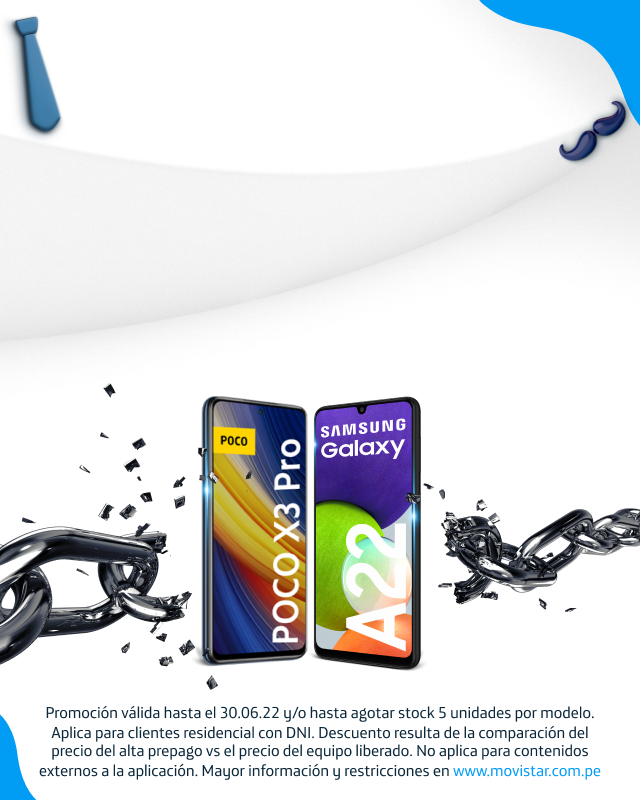 POCO
POCO X3 Pro
SAMSUNG
Galaxy
A22
Promoción válida hasta el 30.06.22 y/o hasta agotar stock 5 unidades por modelo.
Aplica para clientes residencial con DNI. Descuento resulta de la comparación del
precio del alta prepago vs el precio del equipo liberado. No aplica para contenidos
externos a la aplicación. Mayor información y restricciones en www.movistar.com.pe